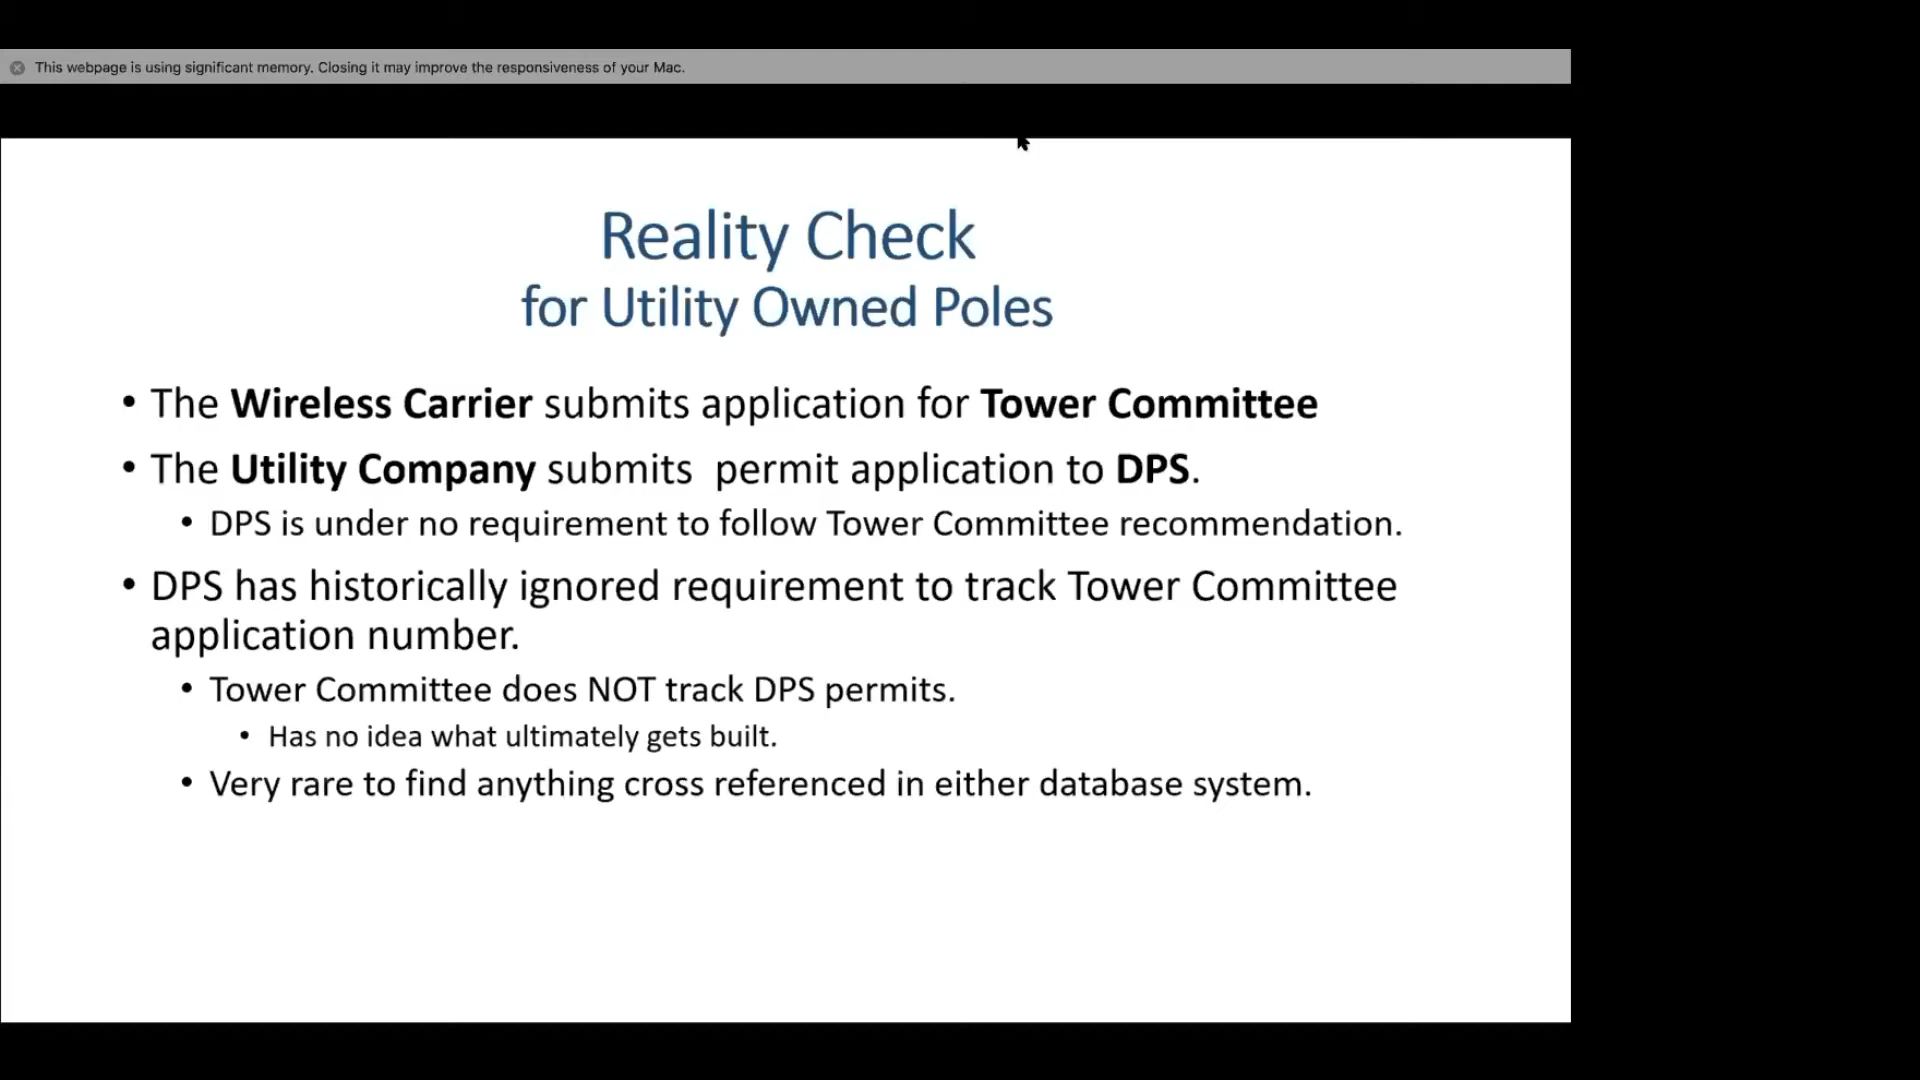 This webpage is using significant memory. Closing it may improve the responsiveness of your Mac.
Reality Check
for Utility Owned Poles
• The Wireless Carrier submits application for Tower Committee
• The Utility Company submits  permit application to DPS.
• DPS is under no requirement to follow Tower Committee recommendation.
• DPS has historically ignored requirement to track Tower Committee
application number.
• Tower Committee does NOT track DPS permits.
• Has no idea what ultimately gets built.
• Very rare to find anything cross referenced in either database system.